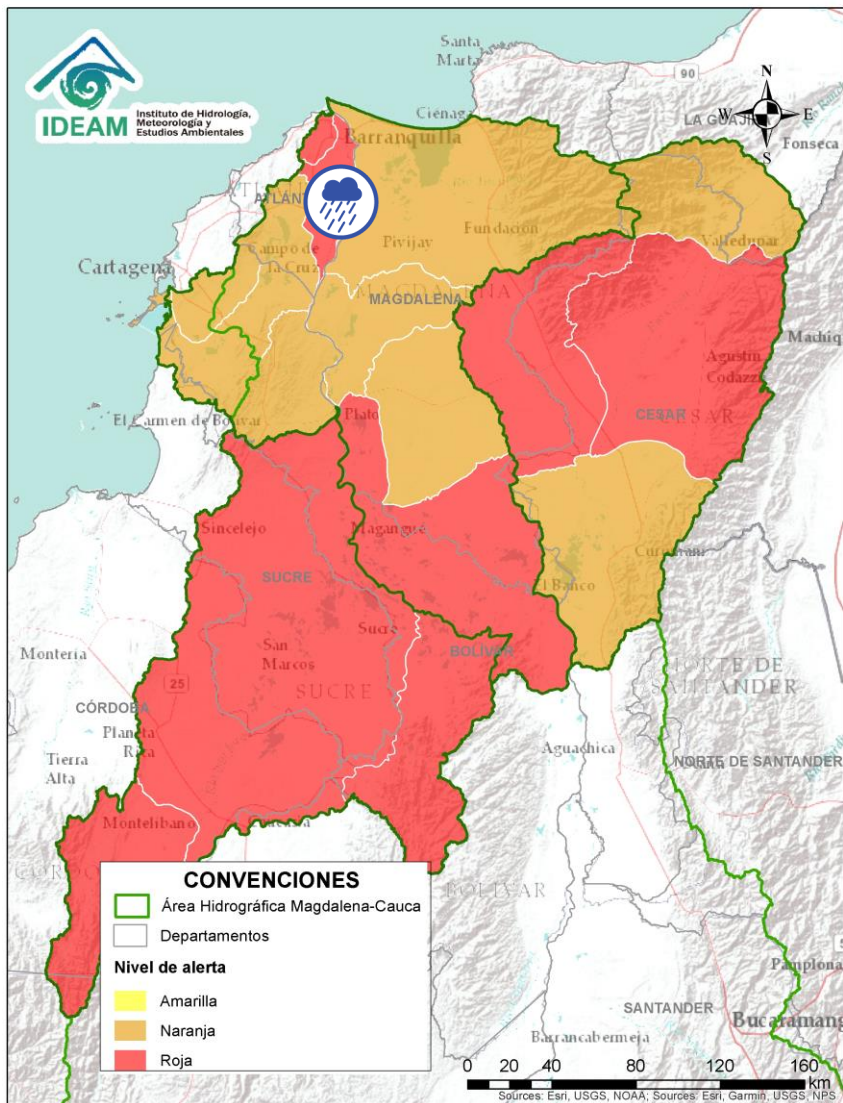 IDEAM
Instituto de Hidrología,
Meteorología y
Estudios Ambientales
Santa
Marta
90
N
W
E
S
LA GUAJIRA
Ciénaga
Fonseca
Barranquilla
Fundación
Pivijay
Valledupar
Campo de
la Cruz
Cartagena
MAGDALENA
Agustín
Codazzi
CESAR
CESAR
El Carmen de Bolívar
Plato
Sincelejo
Magangué
SUCRE
El Banco
Sucre
BOLÍVAR
San
Marcos
Montería
25
SUCRE
NORTE DE
SANTANDER
CÓRDOBA
Planeta
Rica
Aguachica
NORTE DE SANTANDER
Tierra
Alta
Montelibano
BOLÍVAR
CONVENCIONES
Área Hidrográfica Magdalena-Cauca
Departamentos
Nivel de alerta
Amarilla
Naranja
Roja
Pamplona
SANTANDER
Bucaramang
Barrancabermeja
0 20 40 80 120 160
km
Sources: Esri, USGS, NOAA; Sources: Esri, Garmin, USGS, NPS